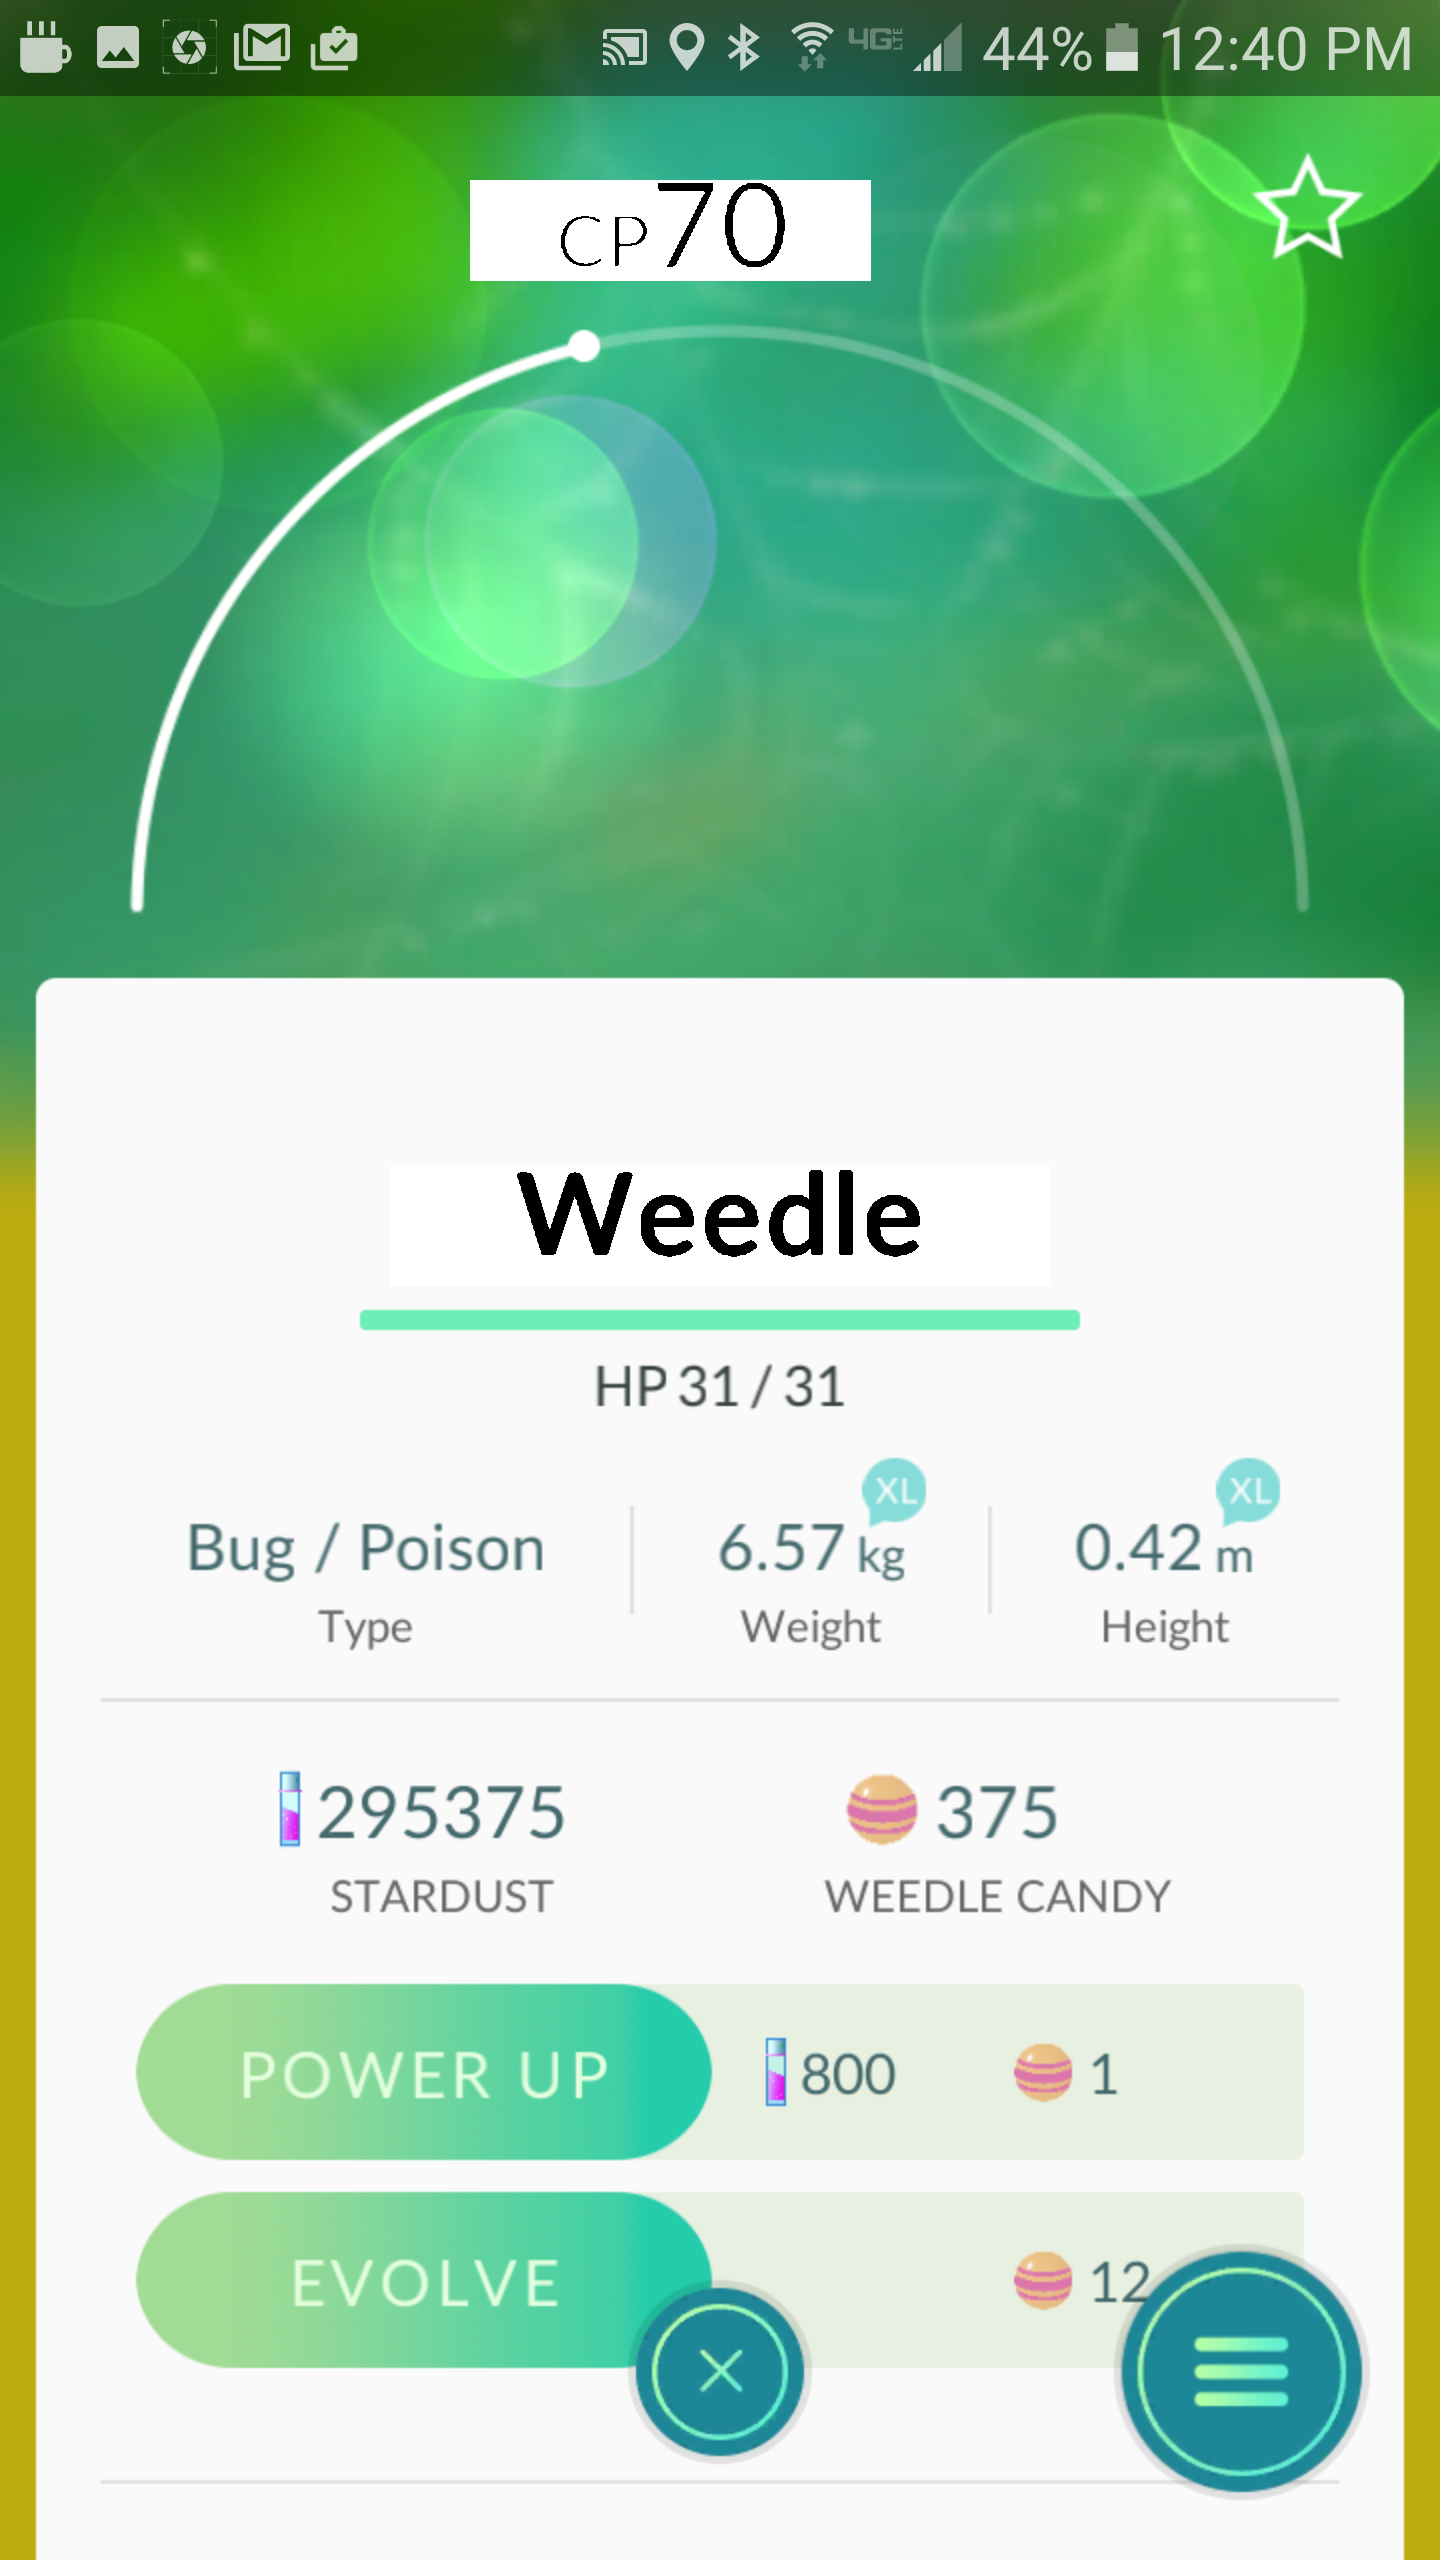 4G LTE 44% 12:40 PM
CP70
Weedle
HP 31 / 31
XL XL
Bug / Poison 6.57 kg 0.42 m
Type Weight Height
295375 375
STARDUST WEEDLE CANDY
POWER UP 800 1
EVOLVE 12